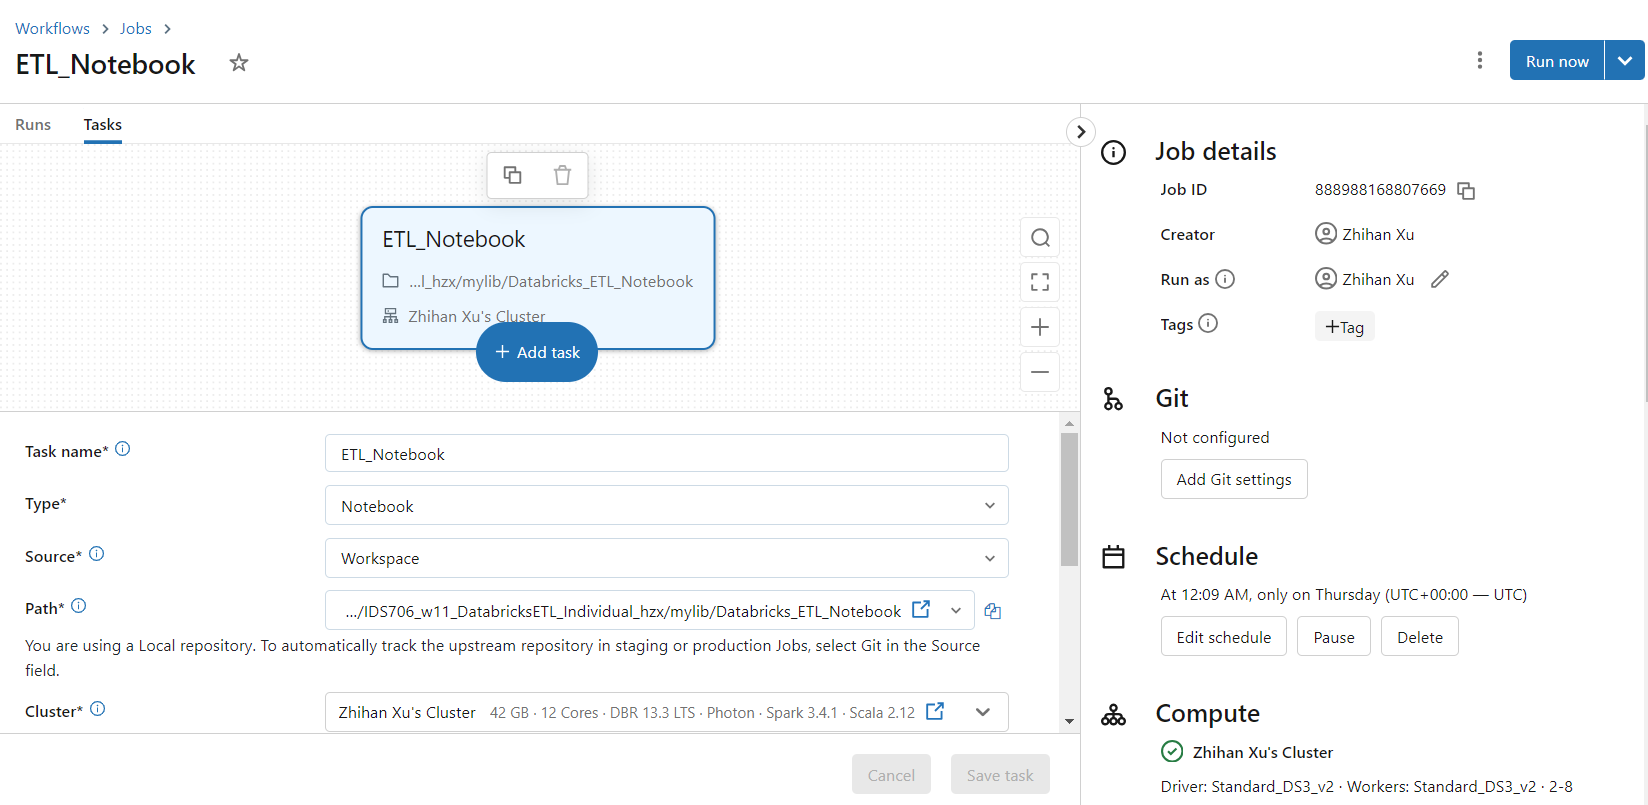 Workflows > Jobs >
ETL_Notebook
Run now
Runs Tasks
ETL_Notebook
...l_hzx/mylib/Databricks_ETL_Notebook
Zhihan Xu's Cluster
+ Add task
Task name* ETL_Notebook
Type* Notebook
Source* Workspace
Path* .../IDS706_w11_DatabricksETL_Individual_hzx/mylib/Databricks_ETL_Notebook
You are using a Local repository. To automatically track the upstream repository in staging or production Jobs, select Git in the Source
field.
Cluster* Zhihan Xu's Cluster 42 GB · 12 Cores · DBR 13.3 LTS · Photon · Spark 3.4.1 · Scala 2.12
Cancel Save task
Job details
Job ID 888988168807669
Creator Zhihan Xu
Run as Zhihan Xu
Tags +Tag
Git
Not configured
Add Git settings
Schedule
At 12:09 AM, only on Thursday (UTC+00:00 — UTC)
Edit schedule Pause Delete
Compute
Zhihan Xu's Cluster
Driver: Standard_DS3_v2 · Workers: Standard_DS3_v2 · 2-8